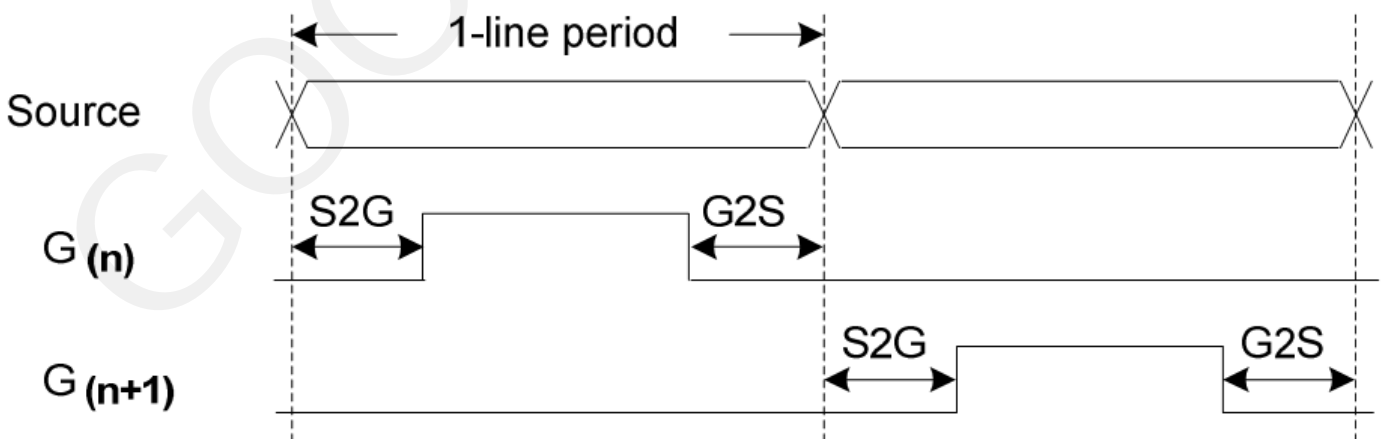 1-line period
Source
S2G G2S
G (n)
S2G G2S
G (n+1)